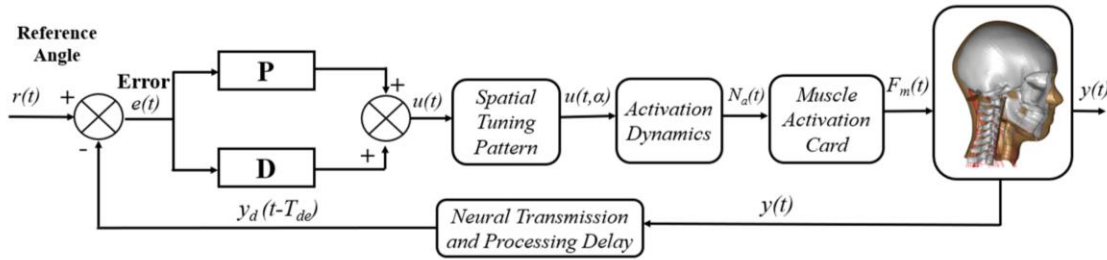 Reference
Angle
r(t)
+
-
Error
e(t)
P
D
+
+
u(t)
Spatial
Tuning
Pattern
u(t,α)
Activation
Dynamics
Nₐ(t)
Muscle
Activation
Card
Fₘ(t)
y(t)
y(t)
Neural Transmission
and Processing Delay
y_d (t-T_de)